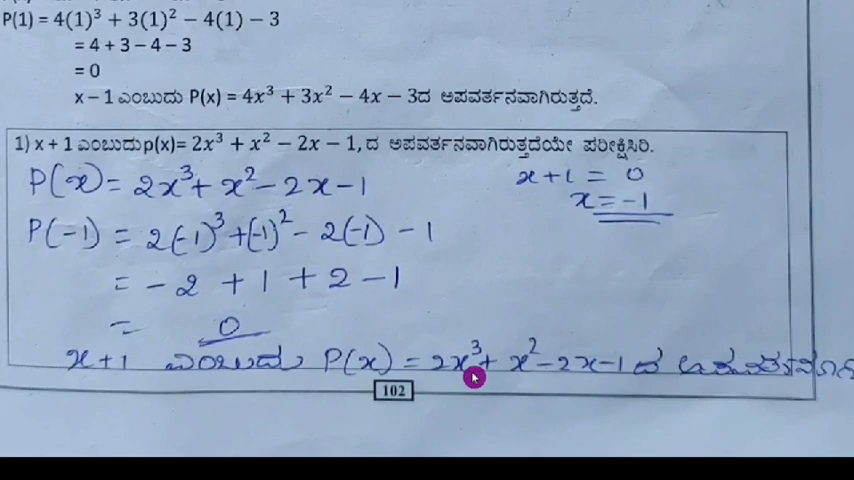 P(1) = 4(1)³ + 3(1)² − 4(1) − 3
= 4 + 3 − 4 − 3
= 0
x − 1 ಎಂಬುದು P(x) = 4x³ + 3x² − 4x − 3ದ ಅಪವರ್ತನವಾಗಿರುತ್ತದೆ.
1) x + 1 ಎಂಬುದು p(x)= 2x³ + x² − 2x − 1, ದ ಅಪವರ್ತನವಾಗಿರುತ್ತದೆಯೇ ಪರೀಕ್ಷಿಸಿರಿ.
P(x) = 2x³ + x² − 2x − 1
x + 1 = 0
x = −1
P(−1) = 2(−1)³ + (−1)² − 2(−1) − 1
= −2 + 1 + 2 − 1
= 0
x+1 ಎಂಬುದು P(x) = 2x³ + x² − 2x − 1 ದ
102